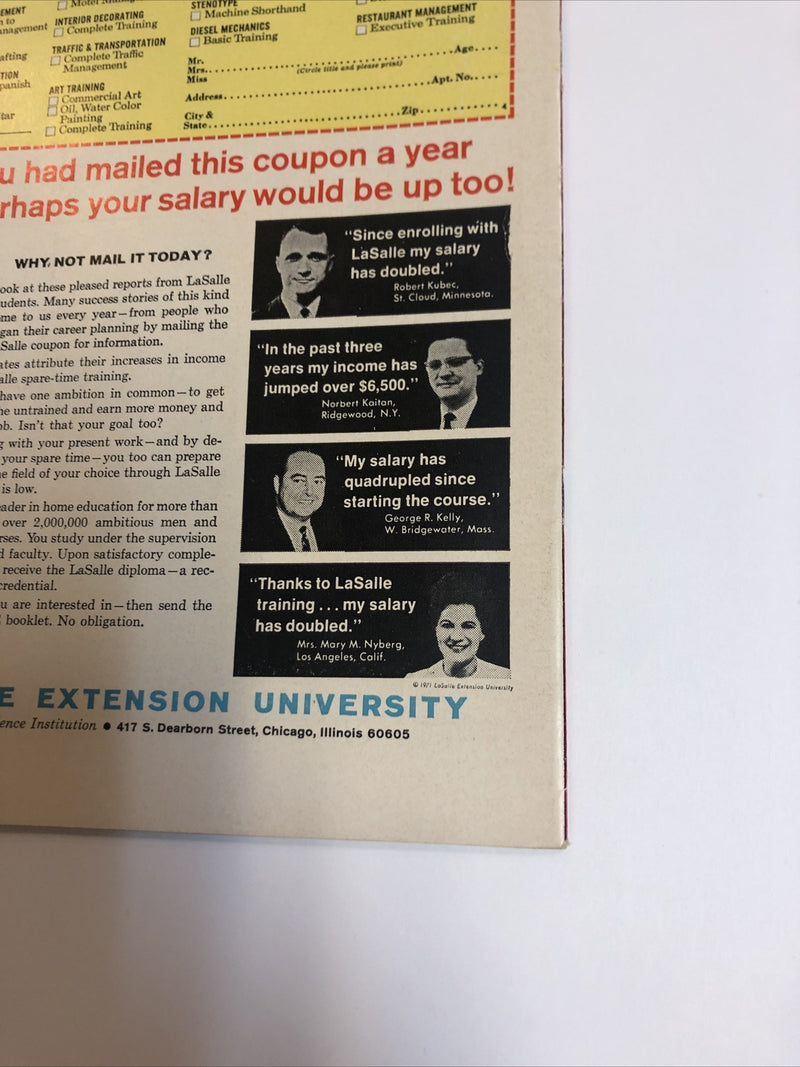 EMENT
n to
anagement
afting
TION
panish
tar
INTERIOR DECORATING
Complete Training
TRAFFIC & TRANSPORTATION
Complete Traffic
Management
ART TRAINING
Commercial Art
Oil, Water Color
Painting
Complete Training
STENOTYPE
Machine Shorthand
DIESEL MECHANICS
Basic Training
RESTAURANT MANAGEMENT
Executive Training
Mr.
Mrs. Age
Miss
(Circle title and please print)
Address Apt. No.
City &
State Zip 4
u had mailed this coupon a year
rhaps your salary would be up too!
WHY NOT MAIL IT TODAY?
ook at these pleased reports from LaSalle
udents. Many success stories of this kind
me to us every year—from people who
gan their career planning by mailing the
Salle coupon for information.
ates attribute their increases in income
alle spare-time training.
have one ambition in common—to get
he untrained and earn more money and
ob. Isn't that your goal too?
g with your present work—and by de-
your spare time—you too can prepare
e field of your choice through LaSalle
is low.
eader in home education for more than
over 2,000,000 ambitious men and
rses. You study under the supervision
d faculty. Upon satisfactory comple-
receive the LaSalle diploma—a rec-
credential.
u are interested in—then send the
booklet. No obligation.
"Since enrolling with
LaSalle my salary
has doubled."
Robert Kubec,
St. Cloud, Minnesota.
"In the past three
years my income has
jumped over $6,500."
Norbert Kaitan,
Ridgewood, N.Y.
"My salary has
quadrupled since
starting the course."
George R. Kelly,
W. Bridgewater, Mass.
"Thanks to LaSalle
training ... my salary
has doubled."
Mrs. Mary M. Nyberg,
Los Angeles, Calif.
© 1971 LaSalle Extension University
E EXTENSION UNIVERSITY
ence Institution • 417 S. Dearborn Street, Chicago, Illinois 60605